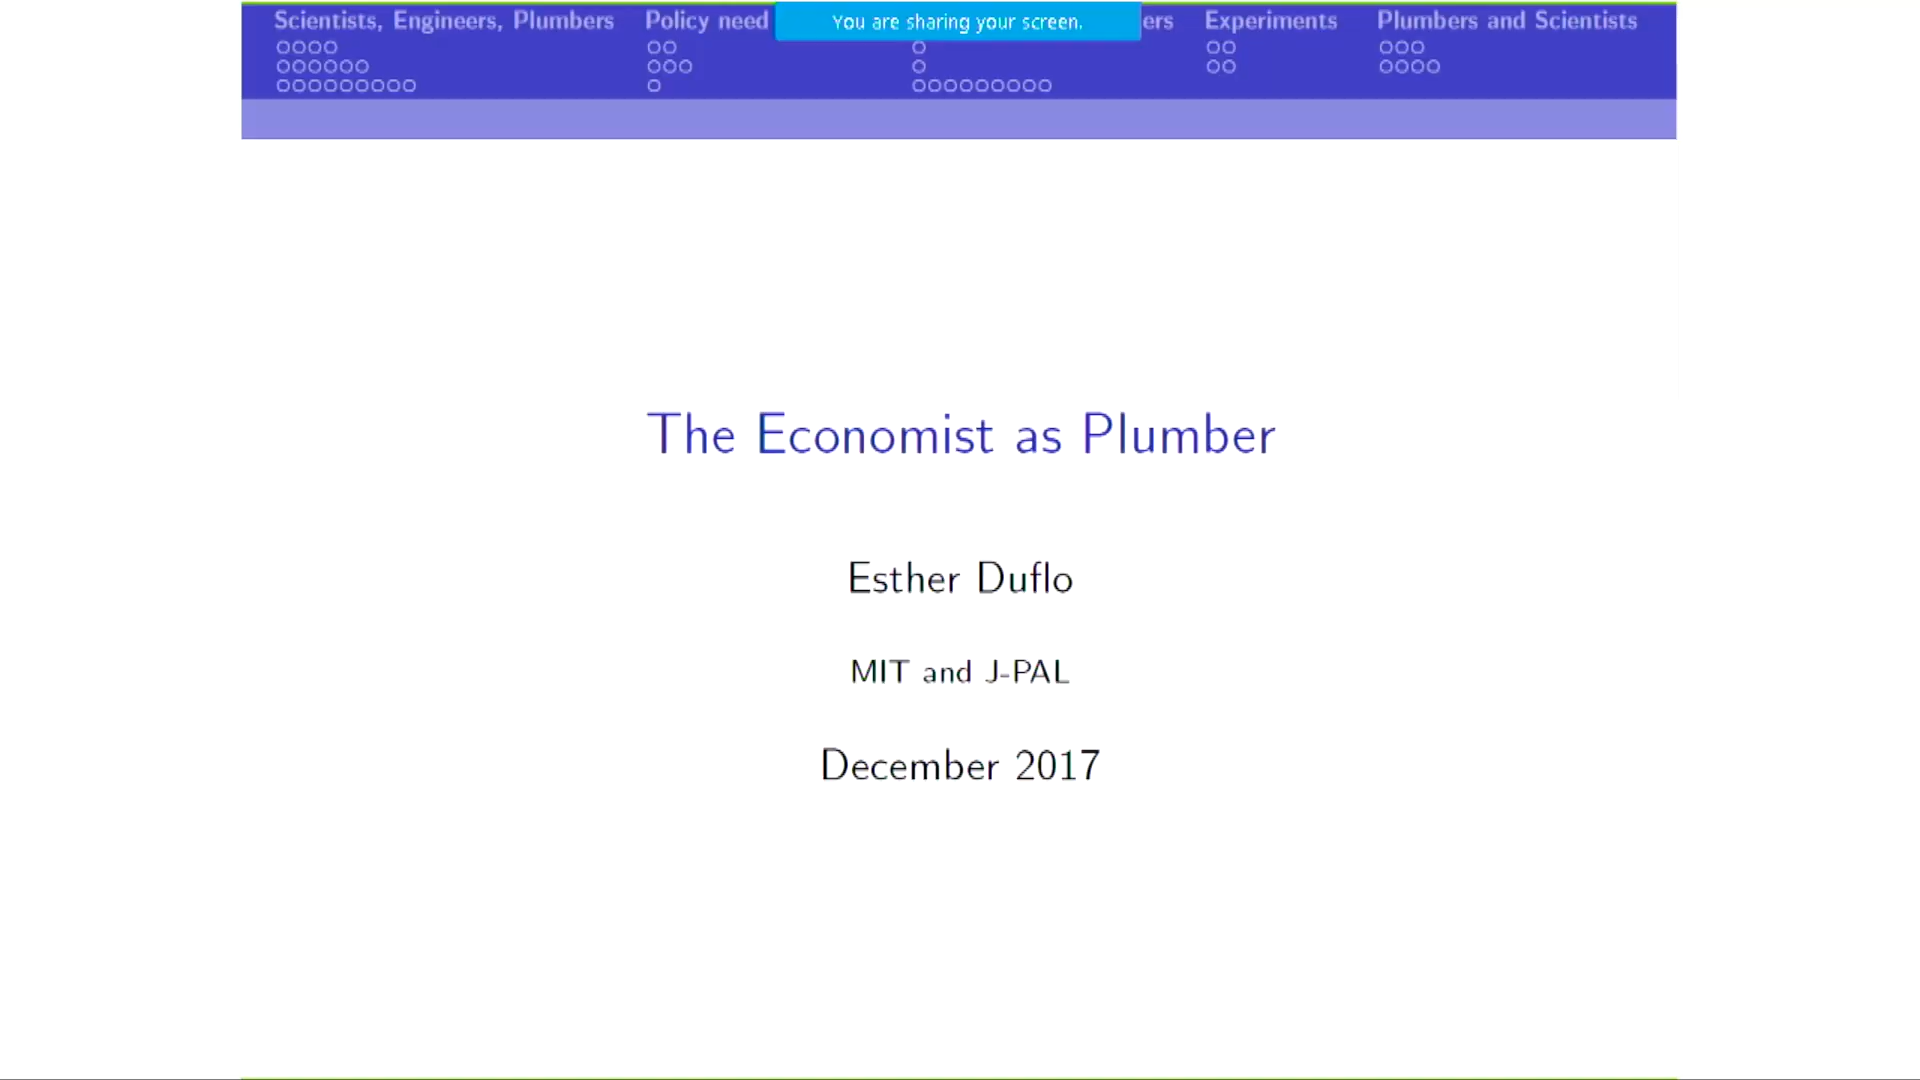 Scientists, Engineers, Plumbers Policy need You are sharing your screen. ers Experiments Plumbers and Scientists
The Economist as Plumber
Esther Duflo
MIT and J-PAL
December 2017